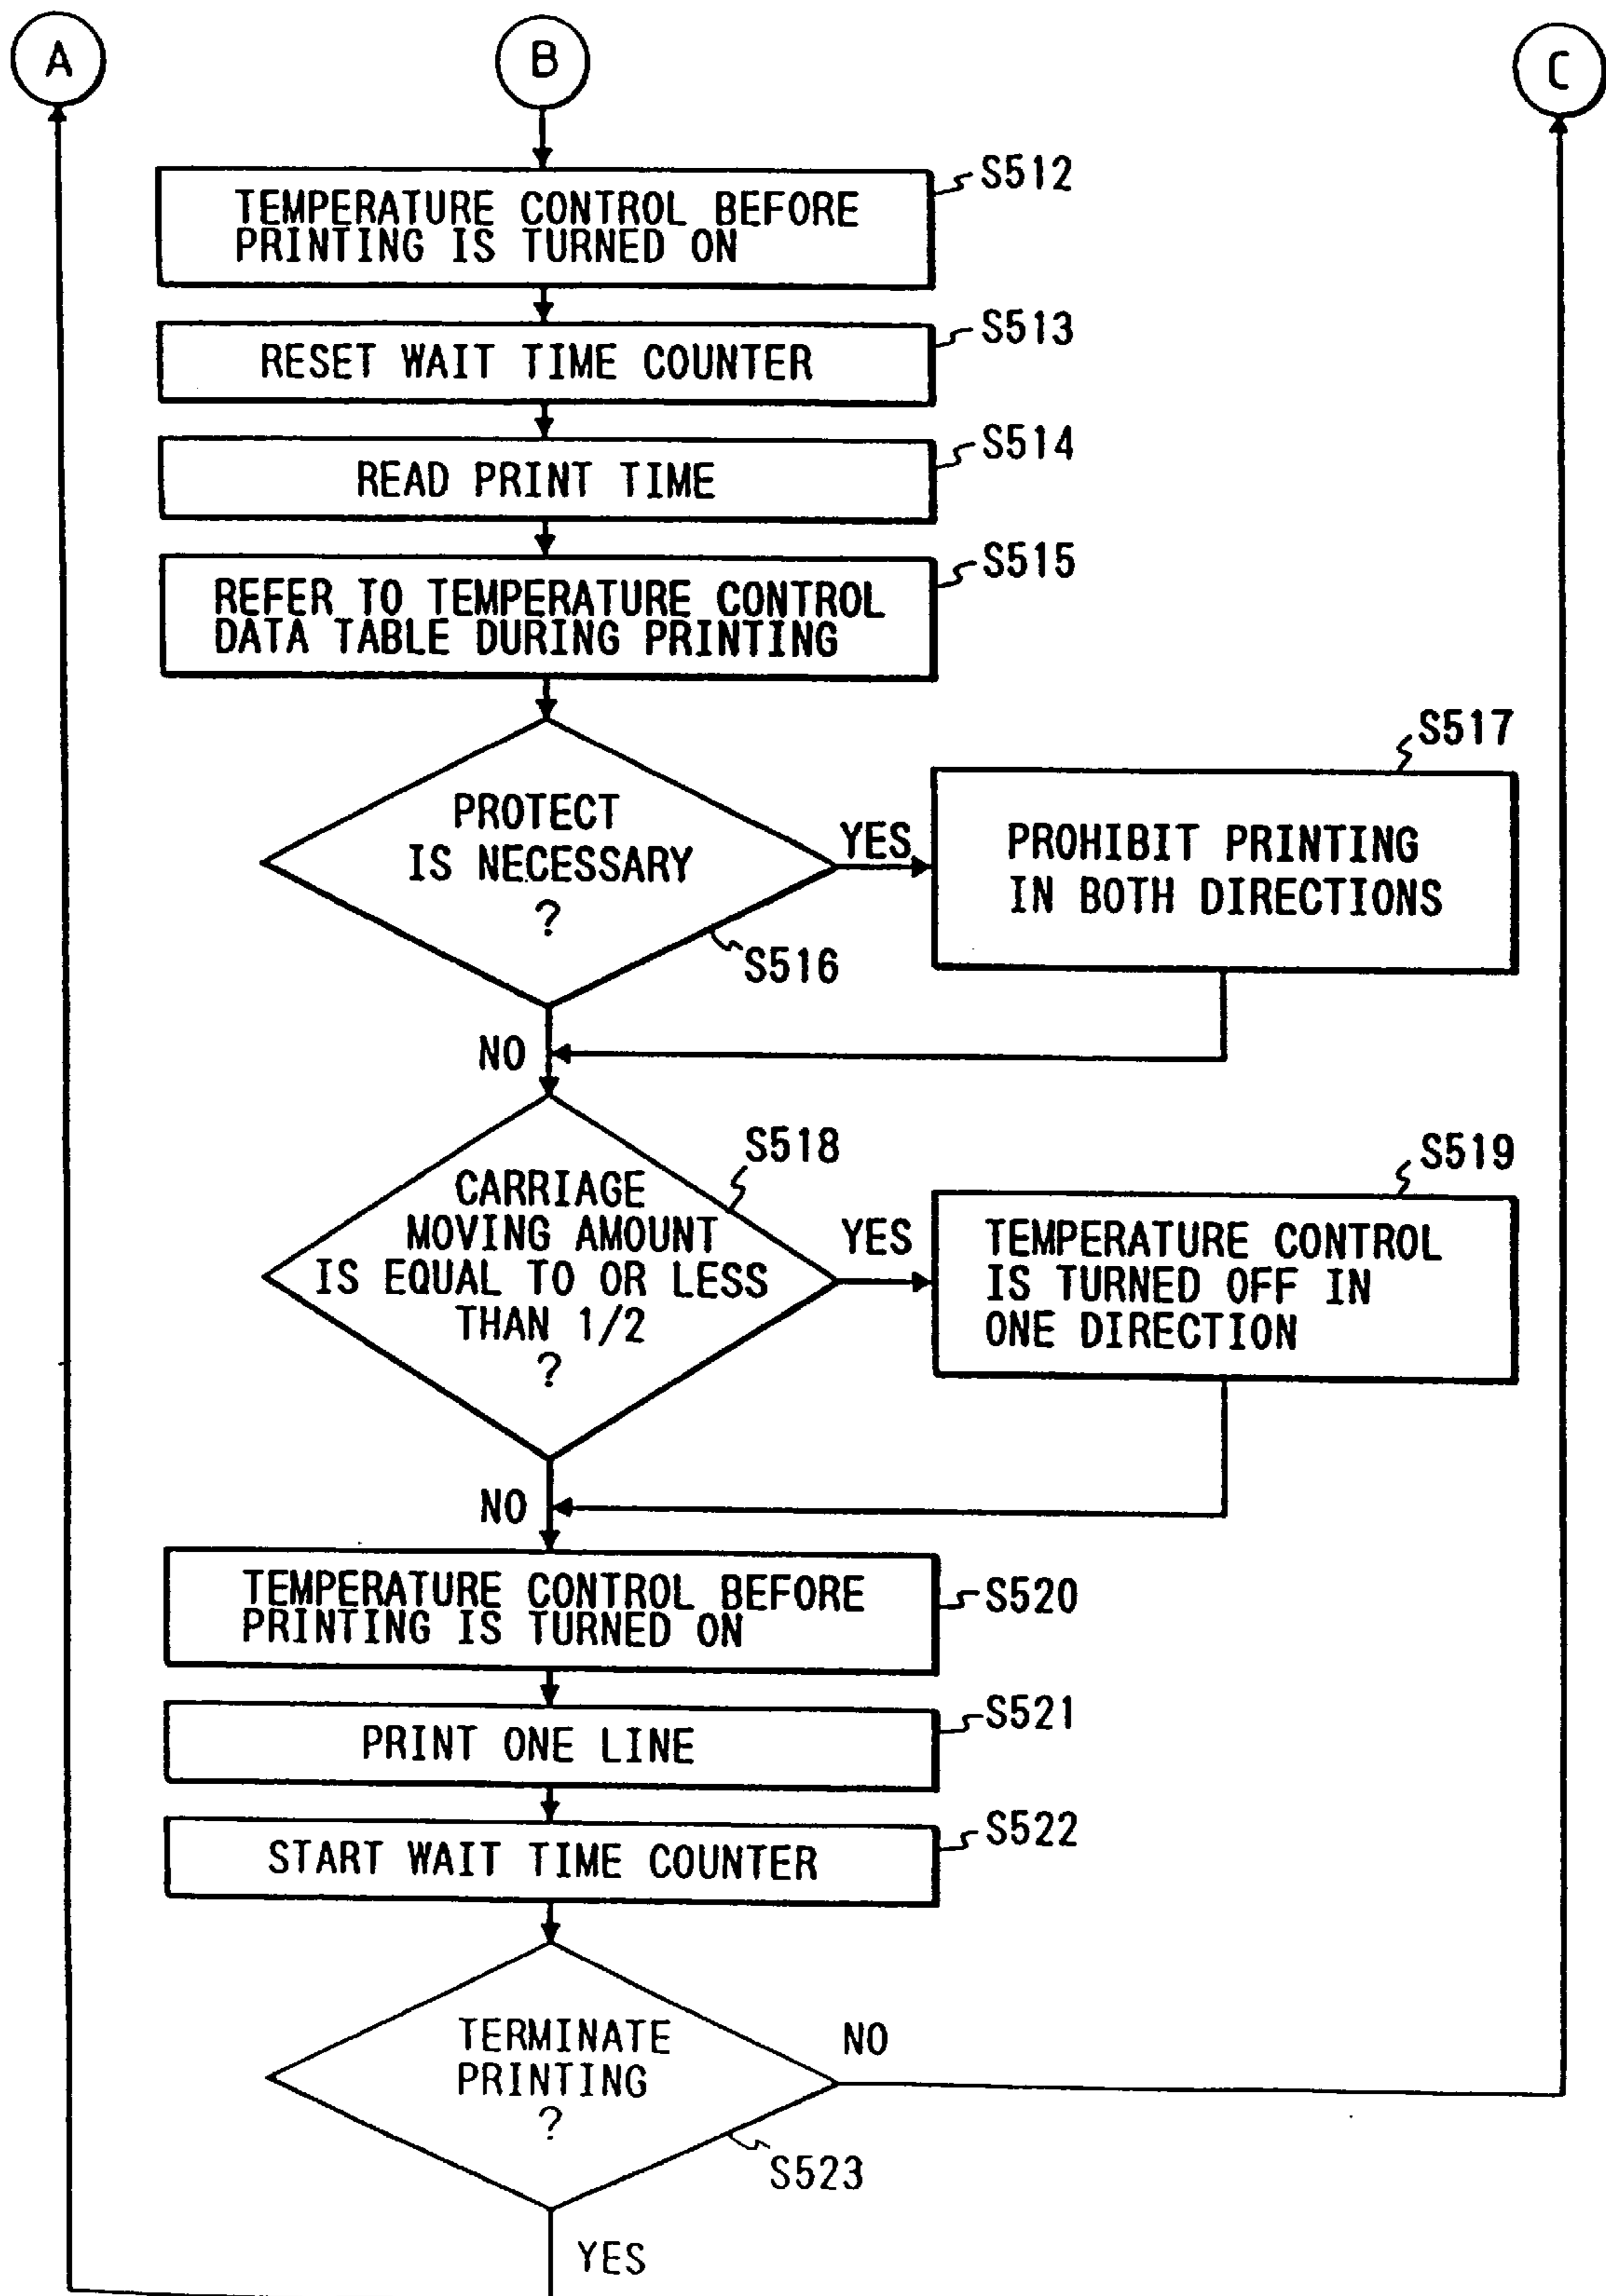 A
B
C
S512
TEMPERATURE CONTROL BEFORE
PRINTING IS TURNED ON
S513
RESET WAIT TIME COUNTER
S514
READ PRINT TIME
S515
REFER TO TEMPERATURE CONTROL
DATA TABLE DURING PRINTING
PROTECT
IS NECESSARY
?
S516
YES
S517
PROHIBIT PRINTING
IN BOTH DIRECTIONS
NO
S518
CARRIAGE
MOVING AMOUNT
IS EQUAL TO OR LESS
THAN 1/2
?
YES
S519
TEMPERATURE CONTROL
IS TURNED OFF IN
ONE DIRECTION
NO
TEMPERATURE CONTROL BEFORE
PRINTING IS TURNED ON
S520
S521
PRINT ONE LINE
S522
START WAIT TIME COUNTER
TERMINATE
PRINTING
?
NO
S523
YES